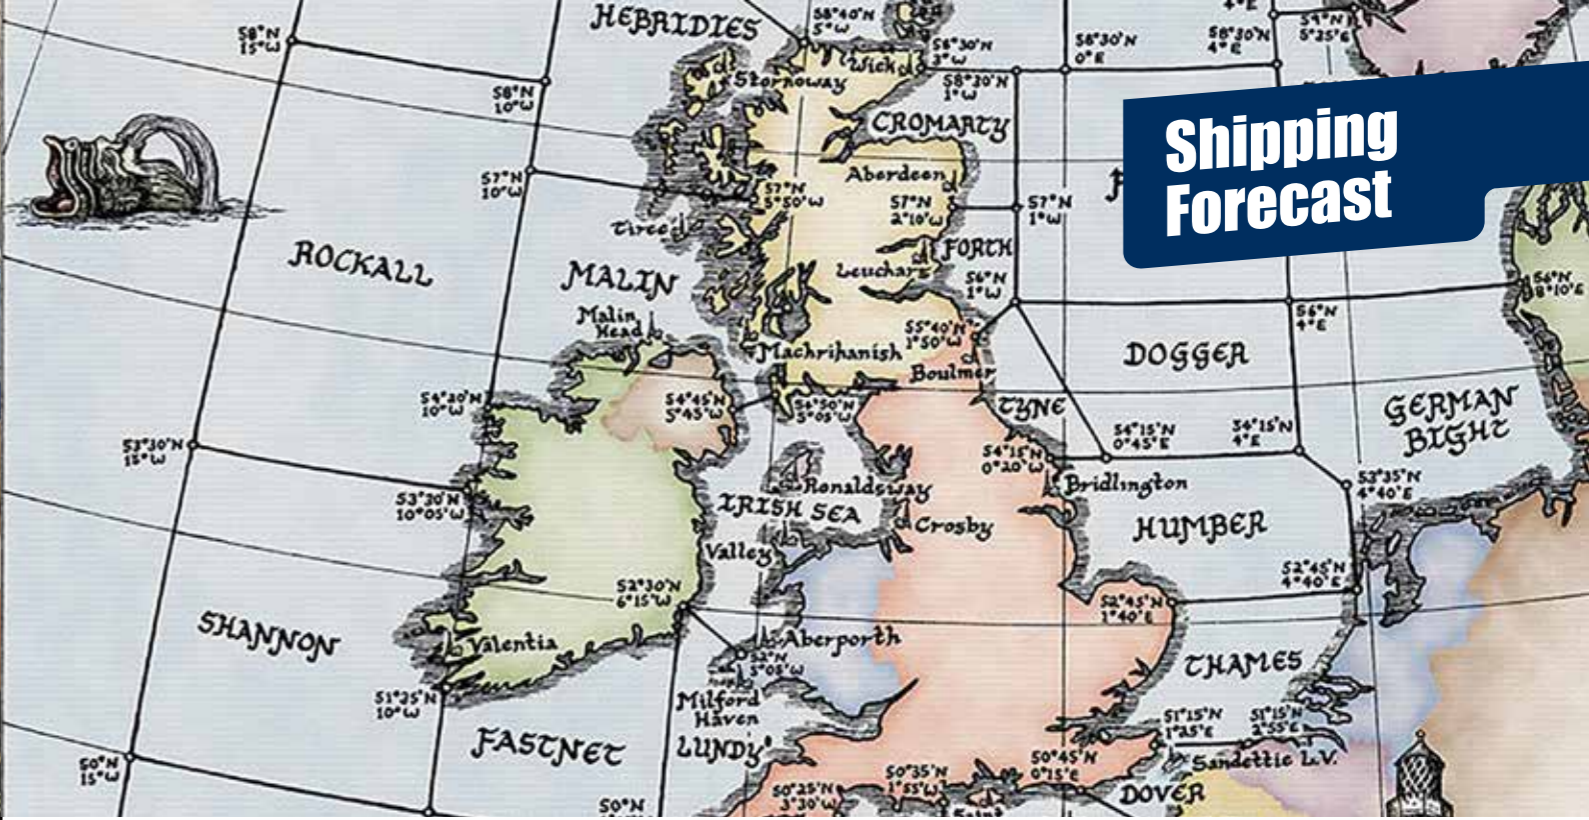 HEBRIDIES
58°40'N
5°W
58°N
15°W
58°N
10°W
Stornoway
Wick
58°30'N
3°W
58°30'N
1°W
58°30'N
0°E
58°30'N
4°E
5°25'E
CROMARTY
Shipping
Forecast
Aberdeen
57°N
10°W
57°N
5°50'W
57°N
2°10'W
57°N
1°W
Tiree
ROCKALL
MALIN
FORTH
Leuchars
56°N
1°W
56°N
4°E
56°N
8°10'E
Malin
Head
55°40'N
1°50'W
Machrihanish
Boulmer
DOGGER
GERMAN
BIGHT
TYNE
54°30'N
10°W
54°45'N
5°45'W
5°05'W
53°30'N
15°W
54°15'N
0°20'W
54°15'N
0°45'E
54°15'N
4°E
53°35'N
4°40'E
Ronaldsway
Bridlington
53°30'N
10°05'W
IRISH SEA
Crosby
HUMBER
Valley
52°30'N
6°15'W
52°45'N
1°40'E
52°45'N
4°40'E
SHANNON
Valentia
Aberporth
52°N
5°05'W
THAMES
51°25'N
10°W
Milford
Haven
51°15'N
1°25'E
51°15'N
2°55'E
FASTNET
LUNDY
Sandettie L.V.
50°N
15°W
50°45'N
0°15'E
50°35'N
1°55'W
50°25'N
3°30'W
DOVER
50°N